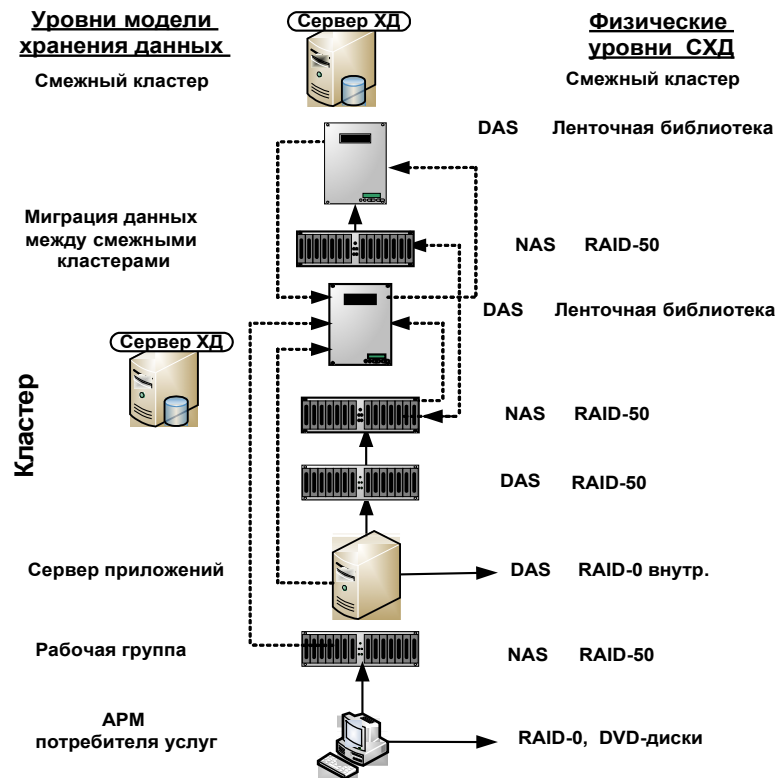 Уровни модели
хранения данных
Сервер ХД
Физические
уровни СХД
Смежный кластер
Смежный кластер
DAS Ленточная библиотека
Миграция данных
между смежными
кластерами
NAS RAID-50
DAS Ленточная библиотека
Сервер ХД
Кластер
NAS RAID-50
DAS RAID-50
Сервер приложений
DAS RAID-0 внутр.
Рабочая группа
NAS RAID-50
АРМ
потребителя услуг
RAID-0, DVD-диски